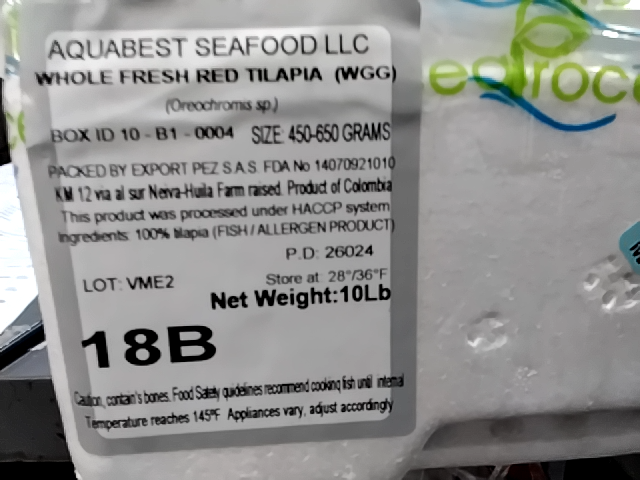 AQUABEST SEAFOOD LLC
WHOLE FRESH RED TILAPIA (WGG)
(Oreochromis sp.)
BOX ID 10 - B1 - 0004 SIZE: 450-650 GRAMS
PACKED BY EXPORT PEZ S.A.S. FDA No 14070921010
KM 12 via al sur Neiva-Huila Farm raised. Product of Colombia
This product was processed under HACCP system
Ingredients: 100% tilapia (FISH / ALLERGEN PRODUCT)
P.D: 26024
LOT: VME2 Store at: 28°/36°F
Net Weight:10Lb
18B
Caution, contain's bones. Food Safety guidelines recommend cooking fish until internal
Temperature reaches 145ºF Appliances vary, adjust accordingly